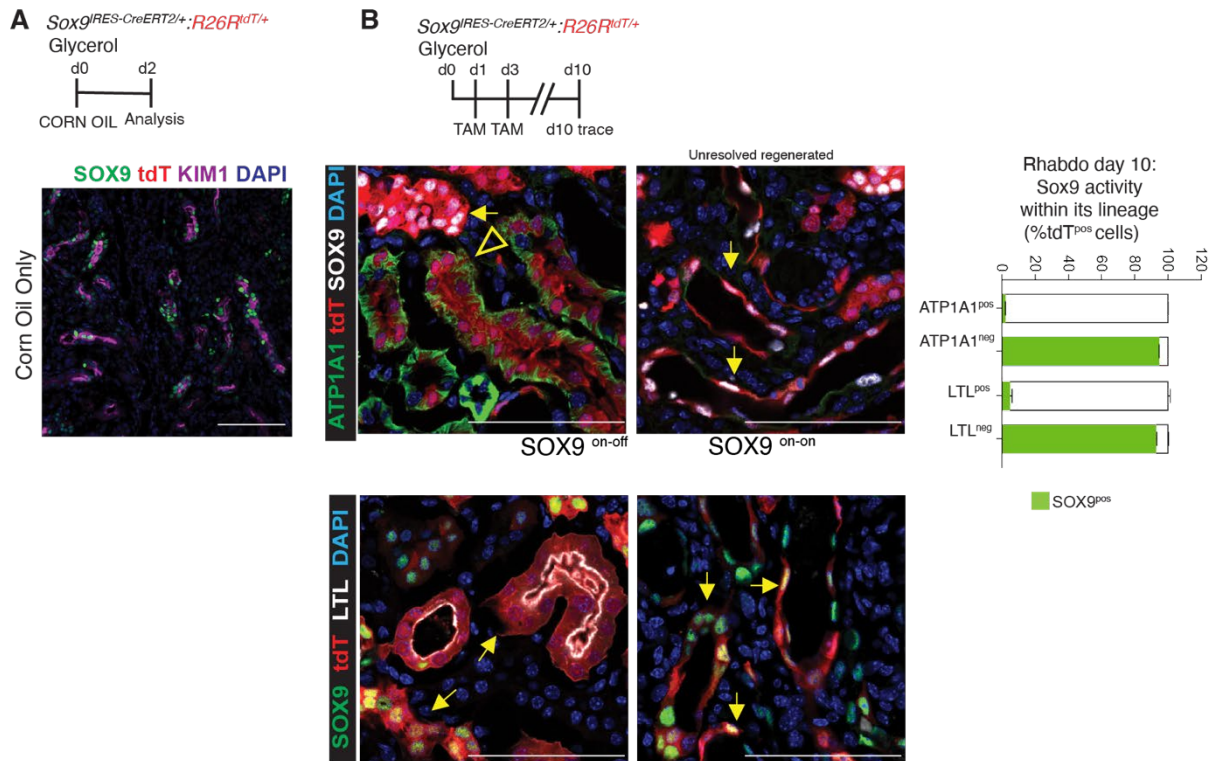 A
Sox9IRES-CreERT2/+:R26RtdT/+
Glycerol
d0 d2
CORN OIL Analysis
SOX9 tdT KIM1 DAPI
Corn Oil Only
B
Sox9IRES-CreERT2/+:R26RtdT/+
Glycerol
d0 d1 d3 d10
TAM TAM d10 trace
Unresolved regenerated
ATP1A1 tdT SOX9 DAPI
SOX9 on-off
SOX9 on-on
SOX9 tdT LTL DAPI
Rhabdo day 10:
Sox9 activity
within its lineage
(%tdTpos cells)
0 20 40 60 80 100 120
ATP1A1pos
ATP1A1neg
LTLpos
LTLneg
SOX9pos